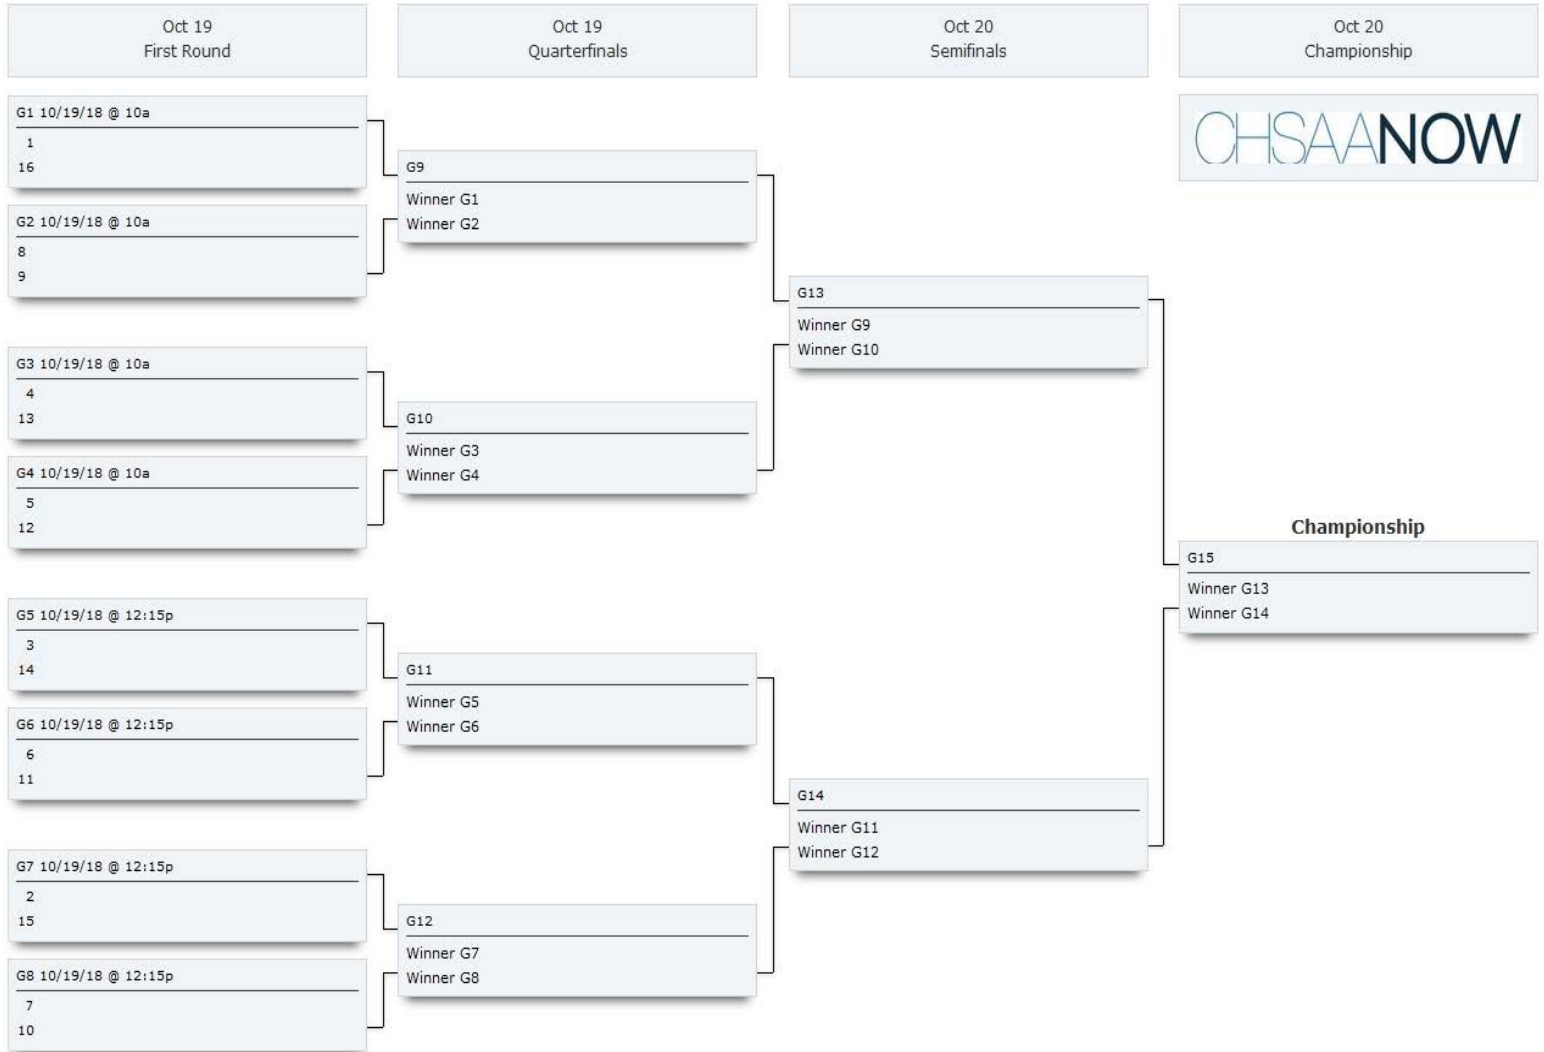 Oct 19
First Round
Oct 19
Quarterfinals
Oct 20
Semifinals
Oct 20
Championship
CHSAANOW
G1 10/19/18 @ 10a
1
16
G2 10/19/18 @ 10a
8
9
G3 10/19/18 @ 10a
4
13
G4 10/19/18 @ 10a
5
12
G5 10/19/18 @ 12:15p
3
14
G6 10/19/18 @ 12:15p
6
11
G7 10/19/18 @ 12:15p
2
15
G8 10/19/18 @ 12:15p
7
10
G9
Winner G1
Winner G2
G10
Winner G3
Winner G4
G11
Winner G5
Winner G6
G12
Winner G7
Winner G8
G13
Winner G9
Winner G10
G14
Winner G11
Winner G12
Championship
G15
Winner G13
Winner G14